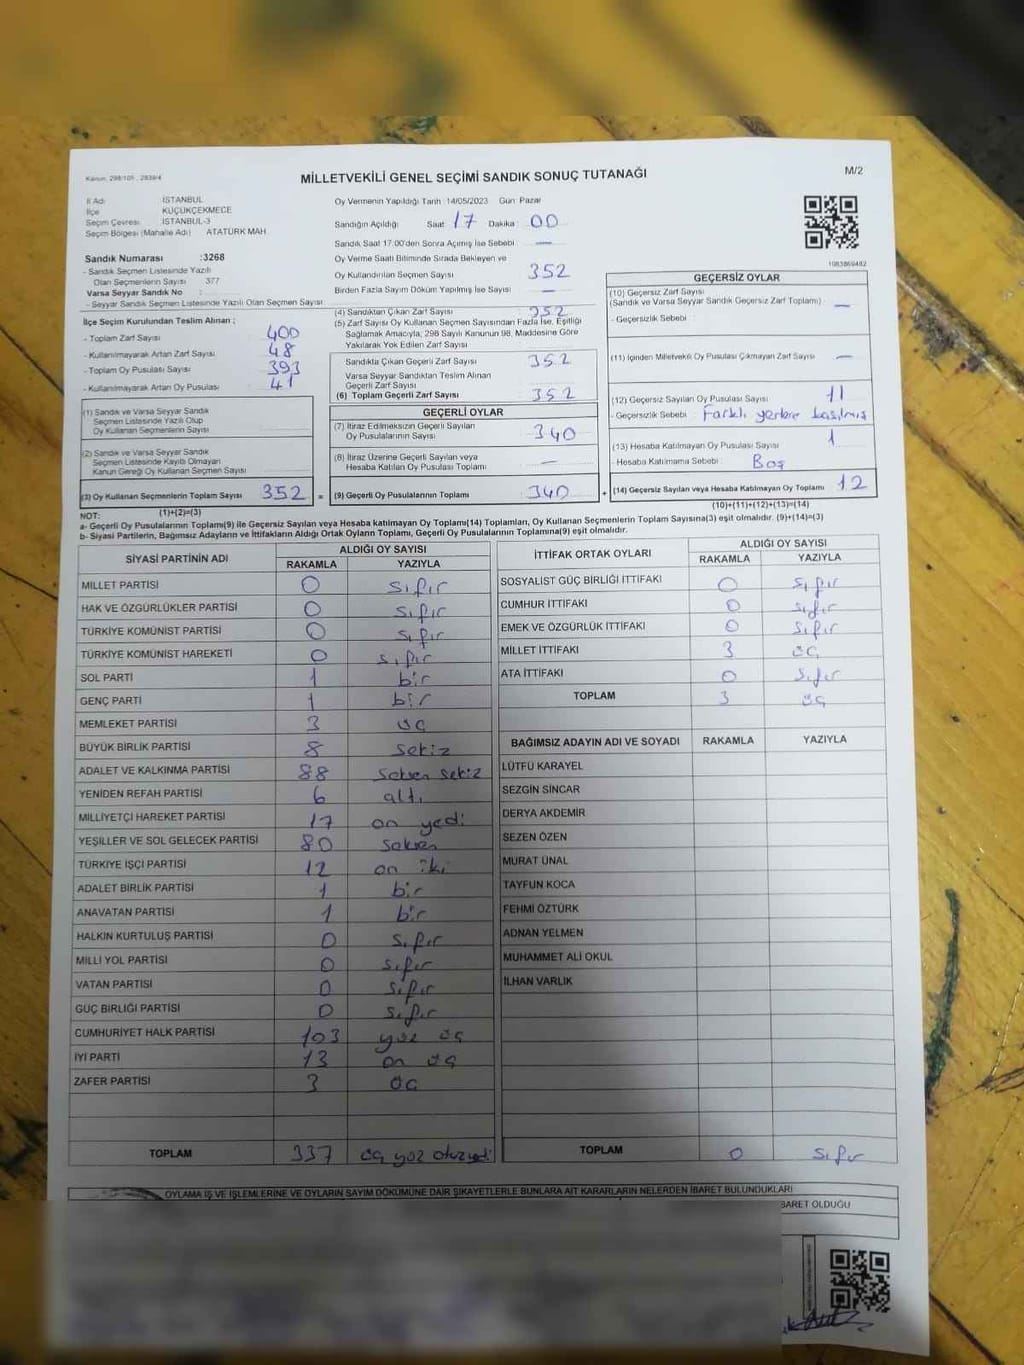 Kanun, 298/105 , 2839/4
MİLLETVEKİLİ GENEL SEÇİMİ SANDIK SONUÇ TUTANAĞI
M/2
İl Adı İSTANBUL
İlçe KÜÇÜKÇEKMECE
Seçim Çevresi İSTANBUL-3
Seçim Bölgesi (Mahalle Adı) ATATÜRK MAH
Sandık Numarası :3268
- Sandık Seçmen Listesinde Yazılı
Olan Seçmenlerin Sayısı 377
Varsa Seyyar Sandık No :
- Seyyar Sandık Seçmen Listesinde Yazılı Olan Seçmen Sayısı
Oy Vermenin Yapıldığı Tarih :14/05/2023 Gün: Pazar
Sandığın Açıldığı Saat 17 Dakika : 00
Sandık Saat 17.00'den Sonra Açımış İse Sebebi —
Oy Verme Saati Bitiminde Sırada Bekleyen ve
Oy Kullandırılan Seçmen Sayısı 352
Birden Fazla Sayım Döküm Yapılmış İse Sayısı —
1083869482
İlçe Seçim Kurulundan Teslim Alınan ;
- Toplam Zarf Sayısı 400
- Kullanılmayarak Artan Zarf Sayısı 48
- Toplam Oy Pusulası Sayısı 393
- Kullanılmayarak Artan Oy Pusulası 41
(1) Sandık ve Varsa Seyyar Sandık
Seçmen Listesinde Yazılı Olup
Oy Kullanan Seçmenlerin Sayısı
(2) Sandık ve Varsa Seyyar Sandık
Seçmen Listesinde Kayıtlı Olmayan
Kanun Gereği Oy Kullanan Seçmen Sayısı
(3) Oy Kullanan Seçmenlerin Toplam Sayısı 352 =
(1)+(2)=(3)
(4) Sandıktan Çıkan Zarf Sayısı 352
(5) Zarf Sayısı Oy Kullanan Seçmen Sayısından Fazla İse, Eşitliği
Sağlamak Amacıyla, 298 Sayılı Kanunun 98. Maddesine Göre
Yakılarak Yok Edilen Zarf Sayısı
Sandıkta Çıkan Geçerli Zarf Sayısı 352
Varsa Seyyar Sandıktan Teslim Alınan
Geçerli Zarf Sayısı
(6) Toplam Geçerli Zarf Sayısı 352
GEÇERLİ OYLAR
(7) İtiraz Edilmeksizin Geçerli Sayılan
Oy Pusulalarının Sayısı 340
(8) İtiraz Üzerine Geçerli Sayılan veya
Hesaba Katılan Oy Pusulası Toplamı —
(9) Geçerli Oy Pusulalarının Toplamı 340 +
GEÇERSİZ OYLAR
(10) Geçersiz Zarf Sayısı
(Sandık ve Varsa Seyyar Sandık Geçersiz Zarf Toplamı) —
- Geçersizlik Sebebi
(11) İçinden Milletvekili Oy Pusulası Çıkmayan Zarf Sayısı —
(12) Geçersiz Sayılan Oy Pusulası Sayısı 11
- Geçersizlik Sebebi : Farklı yerlere basılmış
(13) Hesaba Katılmayan Oy Pusulası Sayısı 1
- Hesaba Katılmama Sebebi : Boş
(14) Geçersiz Sayılan veya Hesaba Katılmayan Oy Toplamı 12
(10)+(11)+(12)+(13)=(14)
NOT:
a- Geçerli Oy Pusulalarının Toplamı(9) ile Geçersiz Sayılan veya Hesaba katılmayan Oy Toplamı(14) Toplamları, Oy Kullanan Seçmenlerin Toplam Sayısına(3) eşit olmalıdır. (9)+(14)=(3)
b- Siyasi Partilerin, Bağımsız Adayların ve İttifakların Aldığı Ortak Oyların Toplamı, Geçerli Oy Pusulalarının Toplamına(9) eşit olmalıdır.
SİYASİ PARTİNİN ADI ALDIĞI OY SAYISI
RAKAMLA YAZIYLA
MİLLET PARTİSİ 0 sıfır
HAK VE ÖZGÜRLÜKLER PARTİSİ 0 sıfır
TÜRKİYE KOMÜNİST PARTİSİ 0 sıfır
TÜRKİYE KOMÜNİST HAREKETİ 0 sıfır
SOL PARTİ 1 bir
GENÇ PARTİ 1 bir
MEMLEKET PARTİSİ 3 üç
BÜYÜK BİRLİK PARTİSİ 8 sekiz
ADALET VE KALKINMA PARTİSİ 88 seksen sekiz
YENİDEN REFAH PARTİSİ 6 altı
MİLLİYETÇİ HAREKET PARTİSİ 17 on yedi
YEŞİLLER VE SOL GELECEK PARTİSİ 80 seksen
TÜRKİYE İŞÇİ PARTİSİ 12 on iki
ADALET BİRLİK PARTİSİ 1 bir
ANAVATAN PARTİSİ 1 bir
HALKIN KURTULUŞ PARTİSİ 0 sıfır
MİLLİ YOL PARTİSİ 0 sıfır
VATAN PARTİSİ 0 sıfır
GÜÇ BİRLİĞİ PARTİSİ 0 sıfır
CUMHURİYET HALK PARTİSİ 103 yüz üç
İYİ PARTİ 13 on üç
ZAFER PARTİSİ 3 üç
TOPLAM 337 üç yüz otuzyedi
İTTİFAK ORTAK OYLARI ALDIĞI OY SAYISI
RAKAMLA YAZIYLA
SOSYALİST GÜÇ BİRLİĞİ İTTİFAKI 0 sıfır
CUMHUR İTTİFAKI 0 sıfır
EMEK VE ÖZGÜRLÜK İTTİFAKI 0 sıfır
MİLLET İTTİFAKI 3 üç
ATA İTTİFAKI 0 sıfır
TOPLAM 3 üç
BAĞIMSIZ ADAYIN ADI VE SOYADI RAKAMLA YAZIYLA
LÜTFÜ KARAYEL
SEZGİN SİNCAR
DERYA AKDEMİR
SEZEN ÖZEN
MURAT ÜNAL
TAYFUN KOCA
FEHMİ ÖZTÜRK
ADNAN YELMEN
MUHAMMET ALİ OKUL
İLHAN VARLIK
TOPLAM 0 sıfır
OYLAMA İŞ VE İŞLEMLERİNE VE OYLARIN SAYIM DÖKÜMÜNE DAİR ŞİKAYETLERLE BUNLARA AİT KARARLARIN NELERDEN İBARET BULUNDUKLARI
BARET OLDUĞU